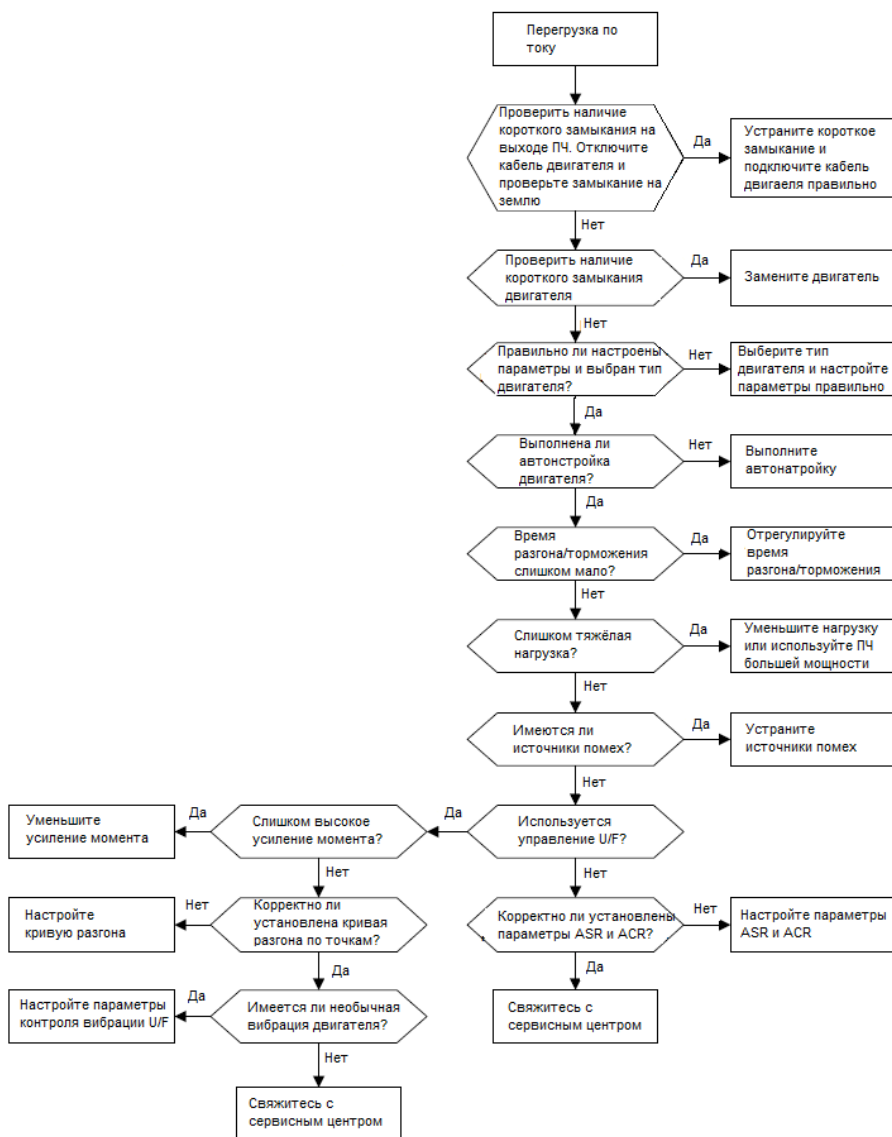 Перегрузка по
току
Проверить наличие
короткого замыкания на
выходе ПЧ. Отключите
кабель двигателя и
проверьте замыкание на
землю
Да
Устраните короткое
замыкание и
подключите кабель
двигаеля правильно
Нет
Проверить наличие
короткого замыкания
двигателя
Да
Замените двигатель
Нет
Правильно ли настроены
параметры и выбран тип
двигателя?
Нет
Выберите тип
двигателя и настройте
параметры правильно
Да
Выполнена ли
автонстройка
двигателя?
Нет
Выполните
автонатройку
Да
Время
разгона/торможения
слишком мало?
Да
Отрегулируйте
время
разгона/торможения
Нет
Слишком тяжёлая
нагрузка?
Да
Уменьшите нагрузку
или используйте ПЧ
большей мощности
Нет
Имеются ли
источники помех?
Да
Устраните
источники помех
Нет
Используется
управление U/F?
Да
Слишком высокое
усиление момента?
Да
Уменьшите
усиление момента
Нет
Нет
Корректно ли
установлена кривая
разгона по точкам?
Нет
Настройте
кривую разгона
Корректно ли установлены
параметры ASR и ACR?
Нет
Настройте параметры
ASR и ACR
Да
Да
Имеется ли необычная
вибрация двигателя?
Да
Настройте параметры
контроля вибрации U/F
Свяжитесь с
сервисным центром
Нет
Свяжитесь с
сервисным центром